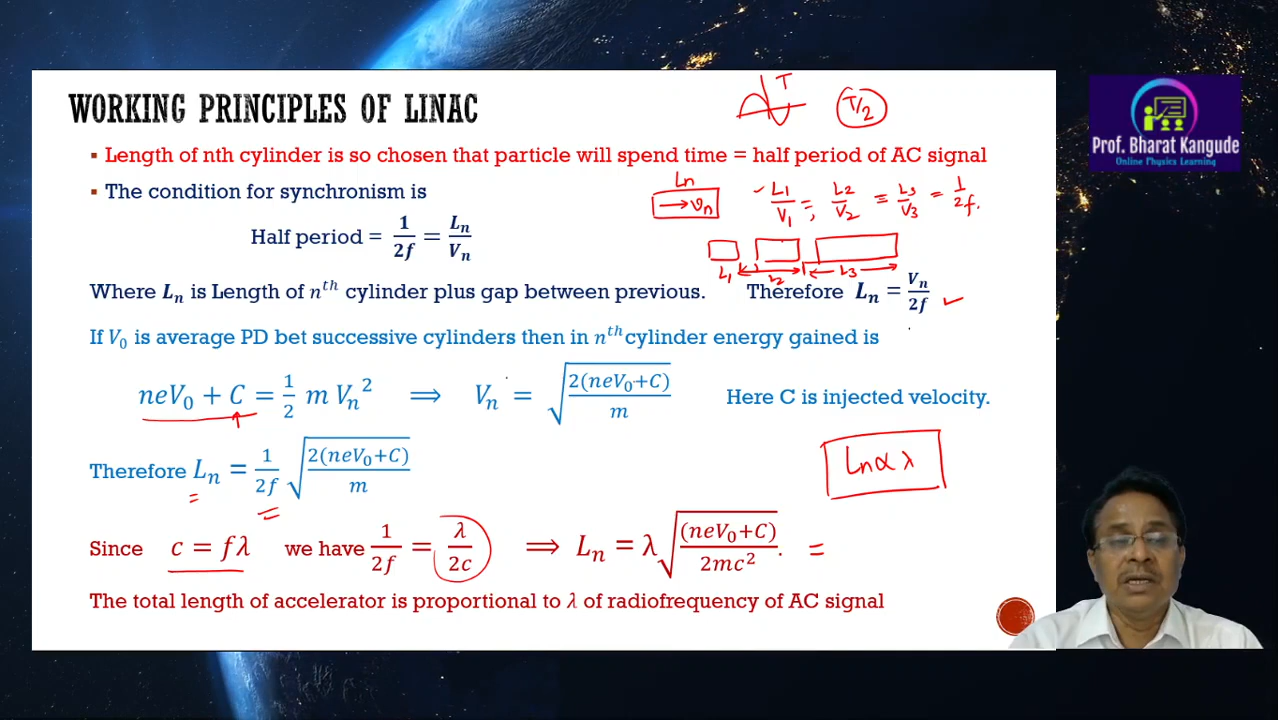 WORKING PRINCIPLES OF LINAC
T T/2
Prof. Bharat Kangude
Online Physics Learning
▪ Length of nth cylinder is so chosen that particle will spend time = half period of AC signal
▪ The condition for synchronism is
Ln → vn L1/V1 = L2/V2 = L3/V3 = 1/2f.
Half period = 1/2f = Ln/Vn
L1 L2 L3
Where Ln is Length of n^th cylinder plus gap between previous. Therefore Ln = Vn/2f ✓
If V0 is average PD bet successive cylinders then in n^th cylinder energy gained is
neV0 + C = 1/2 m Vn² ⟹ Vn = √(2(neV0+C)/m) Here C is injected velocity.
Therefore Ln = 1/2f √(2(neV0+C)/m) Ln α λ
Since c = fλ we have 1/2f = λ/2c ⟹ Ln = λ√((neV0+C)/2mc²). =
The total length of accelerator is proportional to λ of radiofrequency of AC signal